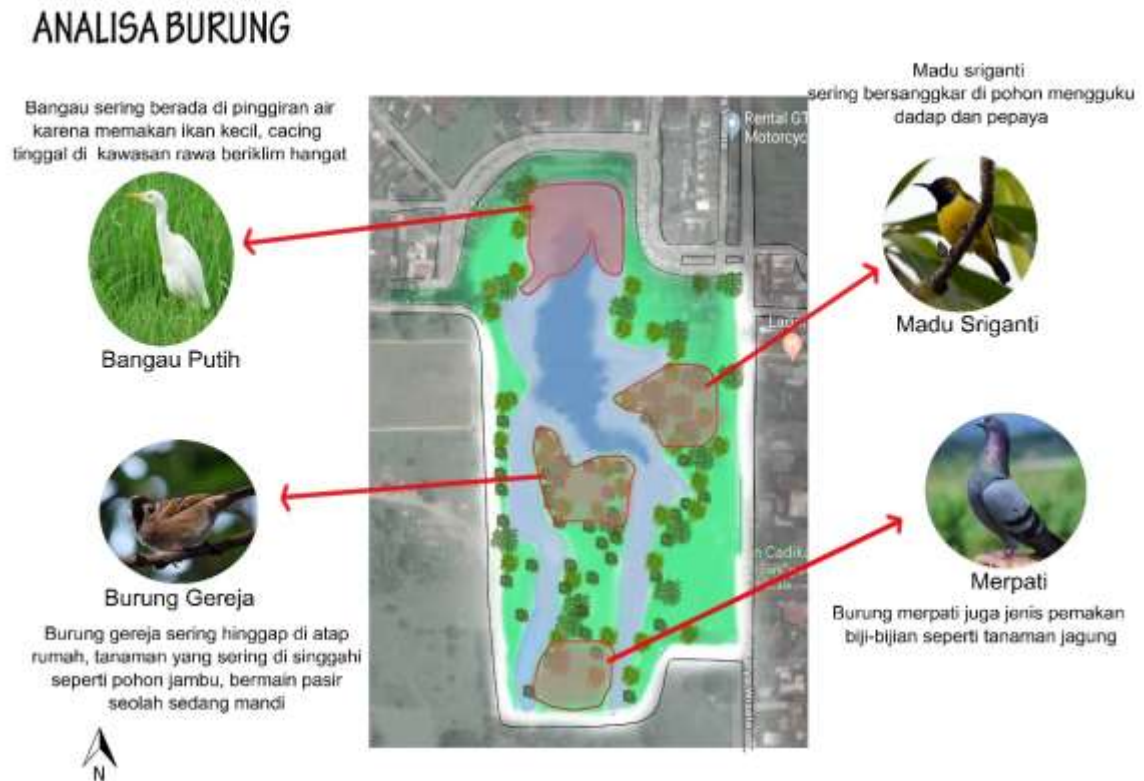 ANALISA BURUNG
Bangau sering berada di pinggiran air
karena memakan ikan kecil, cacing
tinggal di kawasan rawa beriklim hangat
Bangau Putih
Burung Gereja
Burung gereja sering hinggap di atap
rumah, tanaman yang sering di singgahi
seperti pohon jambu, bermain pasir
seolah sedang mandi
N
Rental GT
Motorcyc
n Cadik
Madu sriganti
sering bersanggkar di pohon mengguku
dadap dan pepaya
Madu Sriganti
Merpati
Burung merpati juga jenis pemakan
biji-bijian seperti tanaman jagung